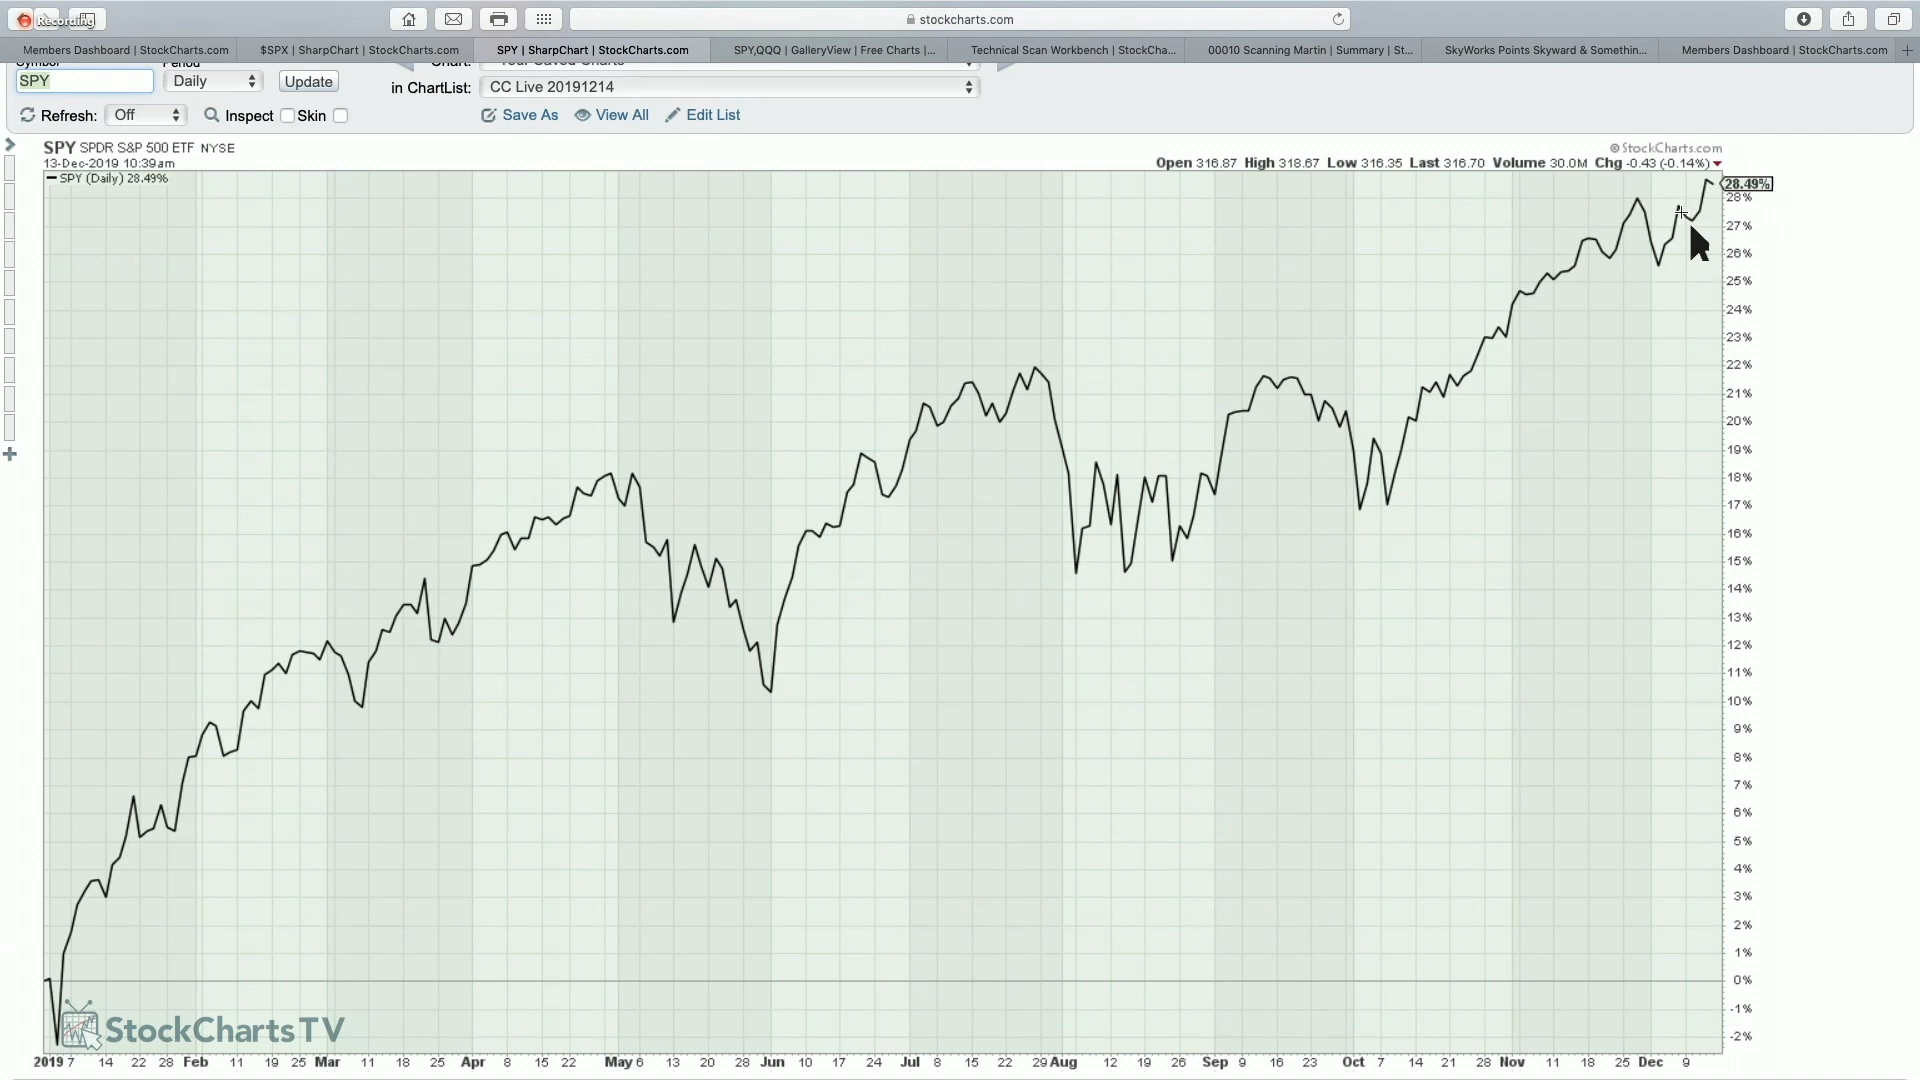 Recording
stockcharts.com
Members Dashboard | StockCharts.com
$SPX | SharpChart | StockCharts.com
SPY | SharpChart | StockCharts.com
SPY,QQQ | GalleryView | Free Charts |...
Technical Scan Workbench | StockCha...
00010 Scanning Martin | Summary | St...
SkyWorks Points Skyward & Somethin...
Members Dashboard | StockCharts.com
Symbol Period Chart: - Your Saved Charts -
SPY Daily Update in ChartList: CC Live 20191214
Refresh: Off Inspect Skin Save As View All Edit List
SPY SPDR S&P 500 ETF NYSE © StockCharts.com
13-Dec-2019 10:39am Open 316.87 High 318.67 Low 316.35 Last 316.70 Volume 30.0M Chg -0.43 (-0.14%)
SPY (Daily) 28.49%
28.49%
28%
27%
26%
25%
24%
23%
22%
21%
20%
19%
18%
17%
16%
15%
14%
13%
12%
11%
10%
9%
8%
7%
6%
5%
4%
3%
2%
1%
0%
-1%
-2%
StockChartsTV
2019 7 14 22 28 Feb 11 19 25 Mar 11 18 25 Apr 8 15 22 May 6 13 20 28 Jun 10 17 24 Jul 8 15 22 29 Aug 12 19 26 Sep 9 16 23 Oct 7 14 21 28 Nov 11 18 25 Dec 9